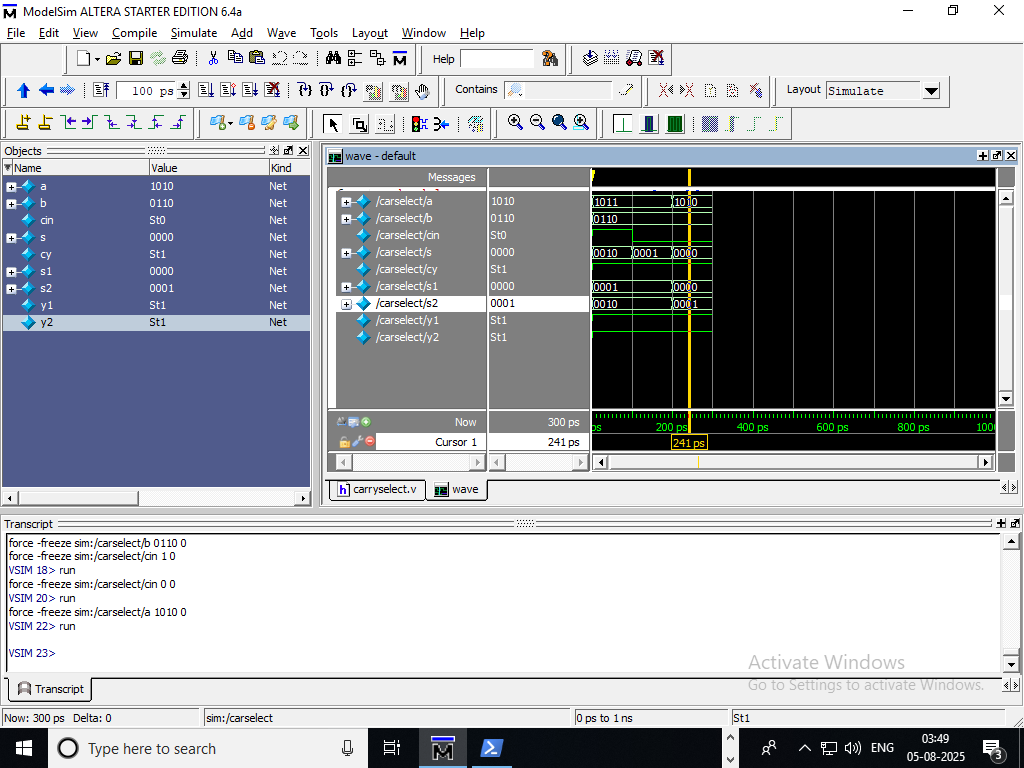 ModelSim ALTERA STARTER EDITION 6.4a
File Edit View Compile Simulate Add Wave Tools Layout Window Help
Help
100 ps Contains Layout Simulate
Objects
Name Value Kind
a 1010 Net
b 0110 Net
cin St0 Net
s 0000 Net
cy St1 Net
s1 0000 Net
s2 0001 Net
y1 St1 Net
y2 St1 Net
wave - default
Messages
/carselect/a 1010 1011 1010
/carselect/b 0110 0110
/carselect/cin St0
/carselect/s 0000 0010 0001 0000
/carselect/cy St1
/carselect/s1 0000 0001 0000
/carselect/s2 0001 0010 0001
/carselect/y1 St1
/carselect/y2 St1
Now 300 ps ps 200 ps 400 ps 600 ps 800 ps 1000
Cursor 1 241 ps 241 ps
carryselect.v wave
Transcript
force -freeze sim:/carselect/b 0110 0
force -freeze sim:/carselect/cin 1 0
VSIM 18> run
force -freeze sim:/carselect/cin 0 0
VSIM 20> run
force -freeze sim:/carselect/a 1010 0
VSIM 22> run
VSIM 23>
Activate Windows
Go to Settings to activate Windows.
Transcript
Now: 300 ps Delta: 0 sim:/carselect 0 ps to 1 ns St1
Type here to search ENG 03:49
05-08-2025 3